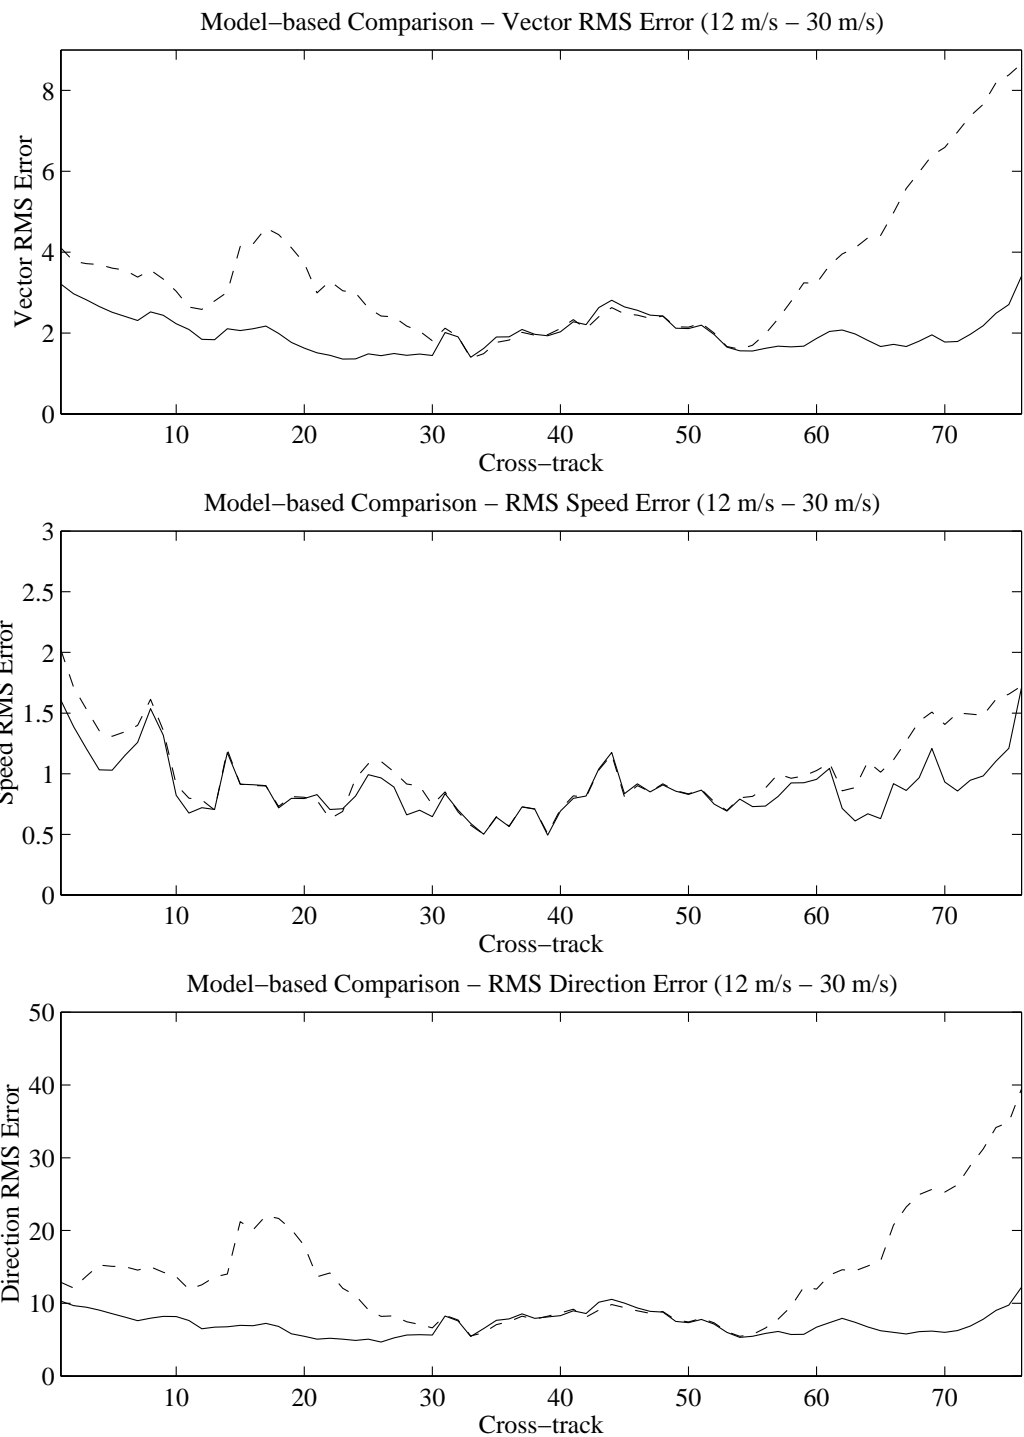 Model−based Comparison − Vector RMS Error (12 m/s − 30 m/s)
Vector RMS Error
8
6
4
2
0
10 20 30 40 50 60 70
Cross−track
Model−based Comparison − RMS Speed Error (12 m/s − 30 m/s)
Speed RMS Error
3
2.5
2
1.5
1
0.5
0
10 20 30 40 50 60 70
Cross−track
Model−based Comparison − RMS Direction Error (12 m/s − 30 m/s)
Direction RMS Error
50
40
30
20
10
0
10 20 30 40 50 60 70
Cross−track